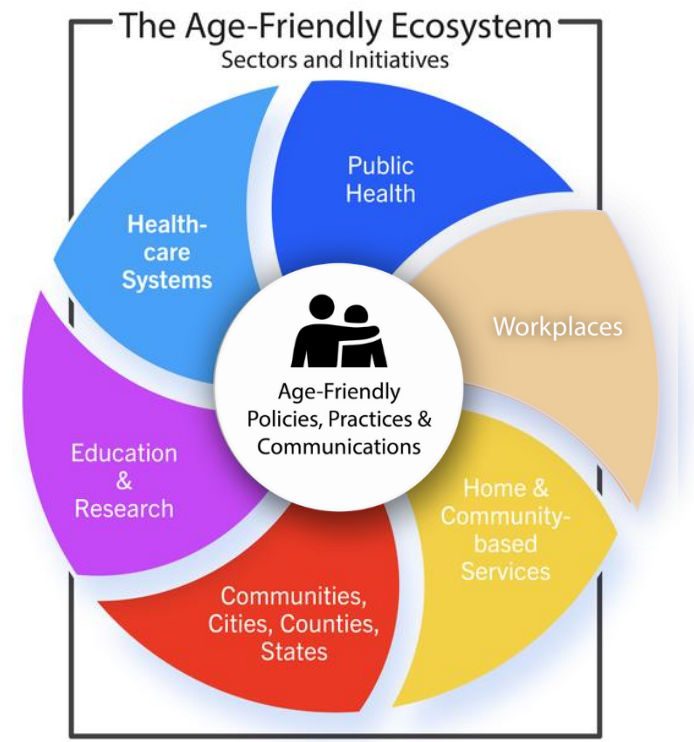 The Age-Friendly Ecosystem
Sectors and Initiatives
Public
Health
Health-
care
Systems
Workplaces
Age-Friendly
Policies, Practices &
Communications
Education
&
Research
Home &
Community-
based
Services
Communities,
Cities, Counties,
States